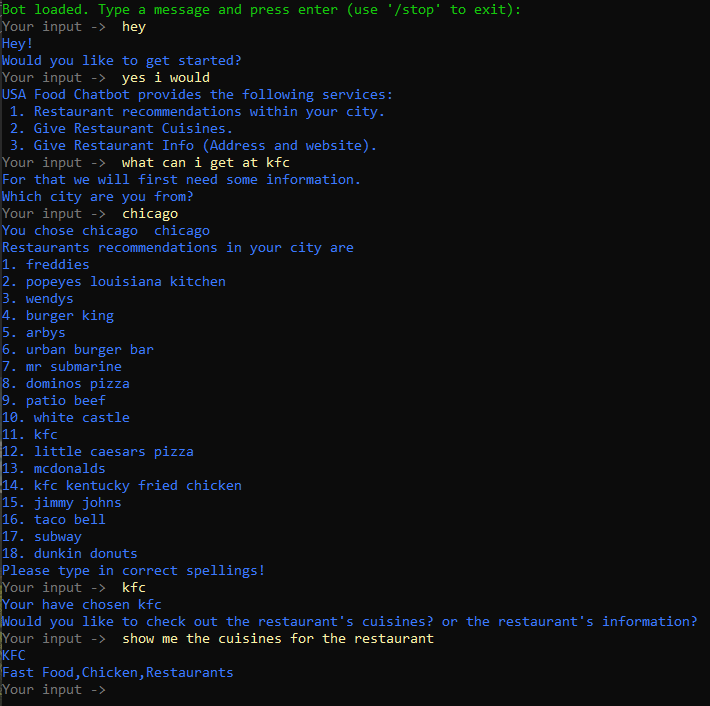 Bot loaded. Type a message and press enter (use '/stop' to exit):
Your input ->  hey
Hey!
Would you like to get started?
Your input ->  yes i would
USA Food Chatbot provides the following services:
 1. Restaurant recommendations within your city.
 2. Give Restaurant Cuisines.
 3. Give Restaurant Info (Address and website).
Your input ->  what can i get at kfc
For that we will first need some information.
Which city are you from?
Your input ->  chicago
You chose chicago  chicago
Restaurants recommendations in your city are
1. freddies
2. popeyes louisiana kitchen
3. wendys
4. burger king
5. arbys
6. urban burger bar
7. mr submarine
8. dominos pizza
9. patio beef
10. white castle
11. kfc
12. little caesars pizza
13. mcdonalds
14. kfc kentucky fried chicken
15. jimmy johns
16. taco bell
17. subway
18. dunkin donuts
Please type in correct spellings!
Your input ->  kfc
Your have chosen kfc
Would you like to check out the restaurant's cuisines? or the restaurant's information?
Your input ->  show me the cuisines for the restaurant
KFC
Fast Food,Chicken,Restaurants
Your input ->